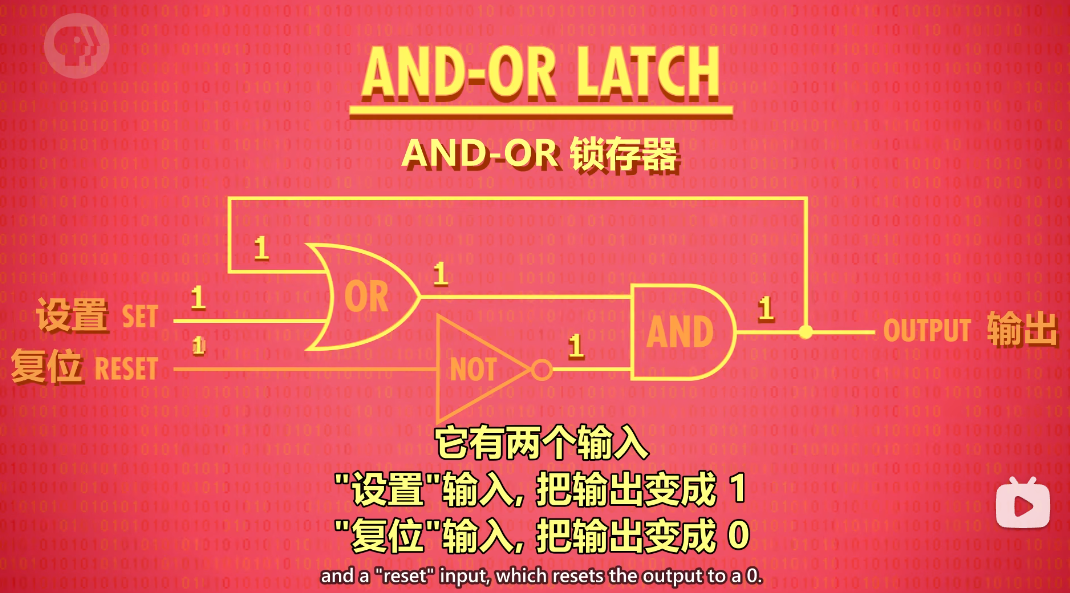 AND-OR LATCH
AND-OR 锁存器
1
OR
1
设置 SET 1
复位 RESET 1
NOT
1
AND
1
OUTPUT 输出
它有两个输入
"设置"输入, 把输出变成 1
"复位"输入, 把输出变成 0
and a "reset" input, which resets the output to a 0.